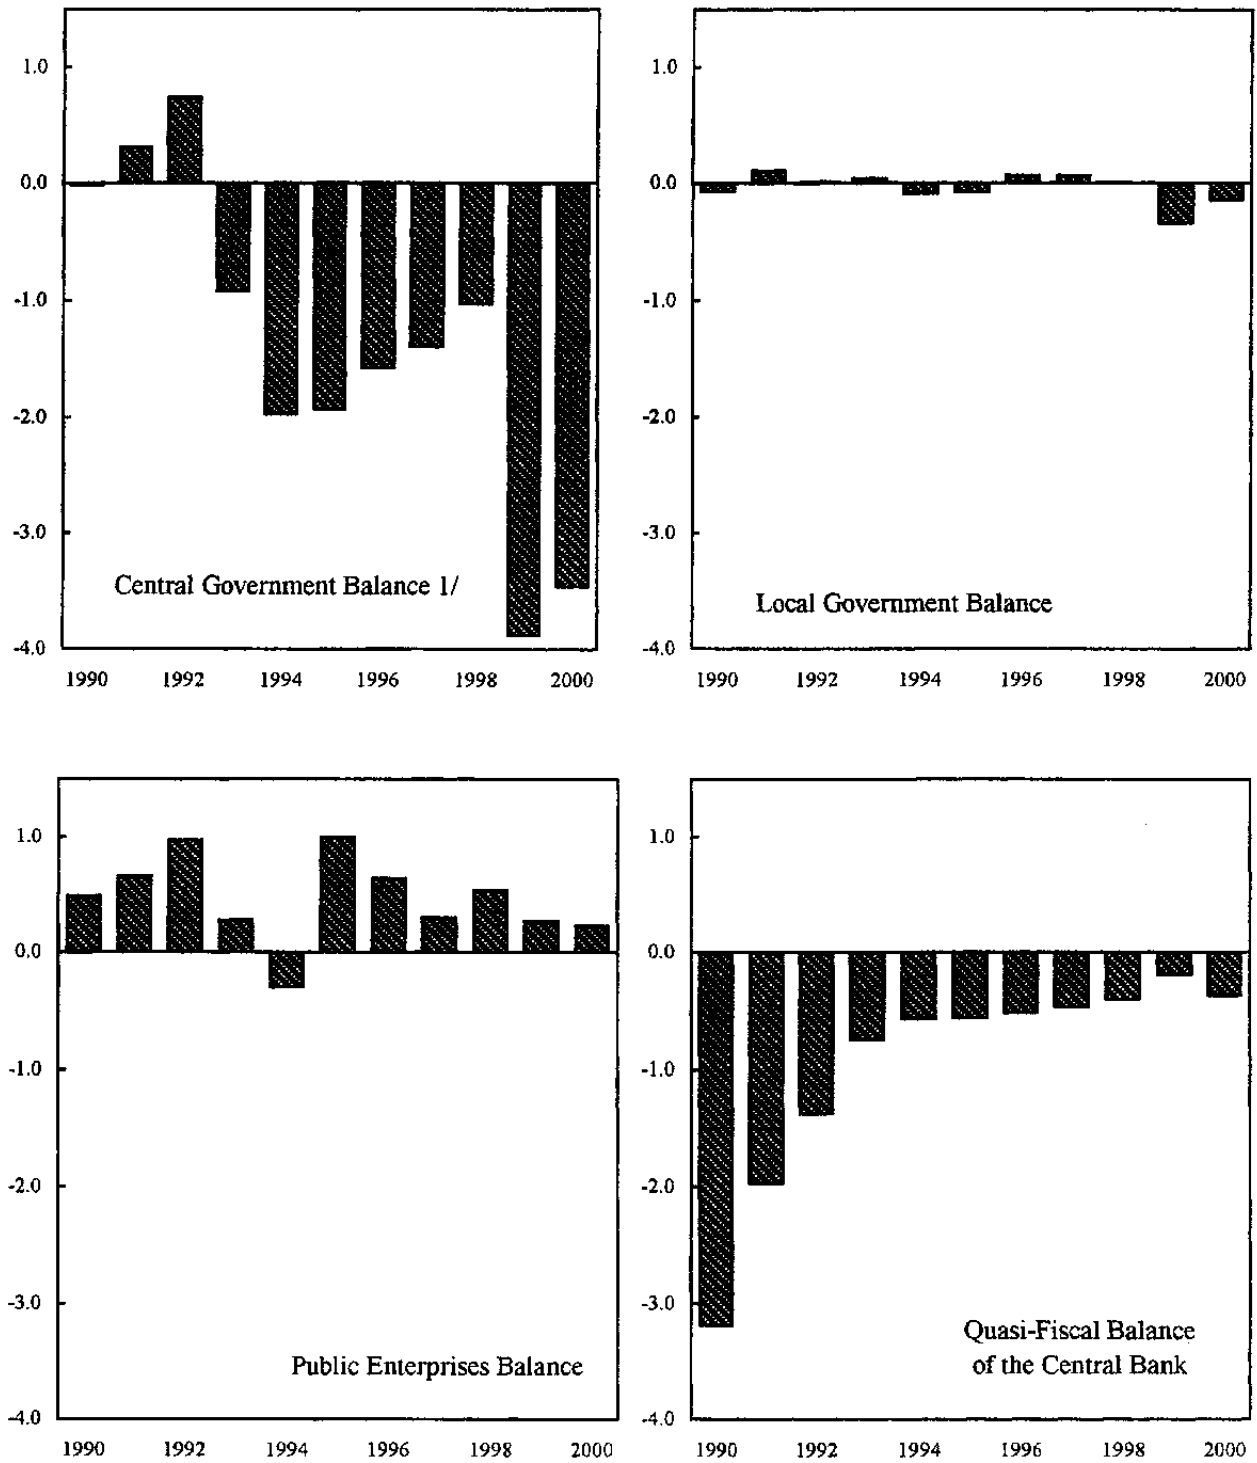 1.0
0.0
-1.0
-2.0
-3.0
-4.0
Central Government Balance 1/
1990 1992 1994 1996 1998 2000
1.0
0.0
-1.0
-2.0
-3.0
-4.0
Local Government Balance
1990 1992 1994 1996 1998 2000
1.0
0.0
-1.0
-2.0
-3.0
-4.0
Public Enterprises Balance
1990 1992 1994 1996 1998 2000
1.0
0.0
-1.0
-2.0
-3.0
-4.0
Quasi-Fiscal Balance
of the Central Bank
1990 1992 1994 1996 1998 2000